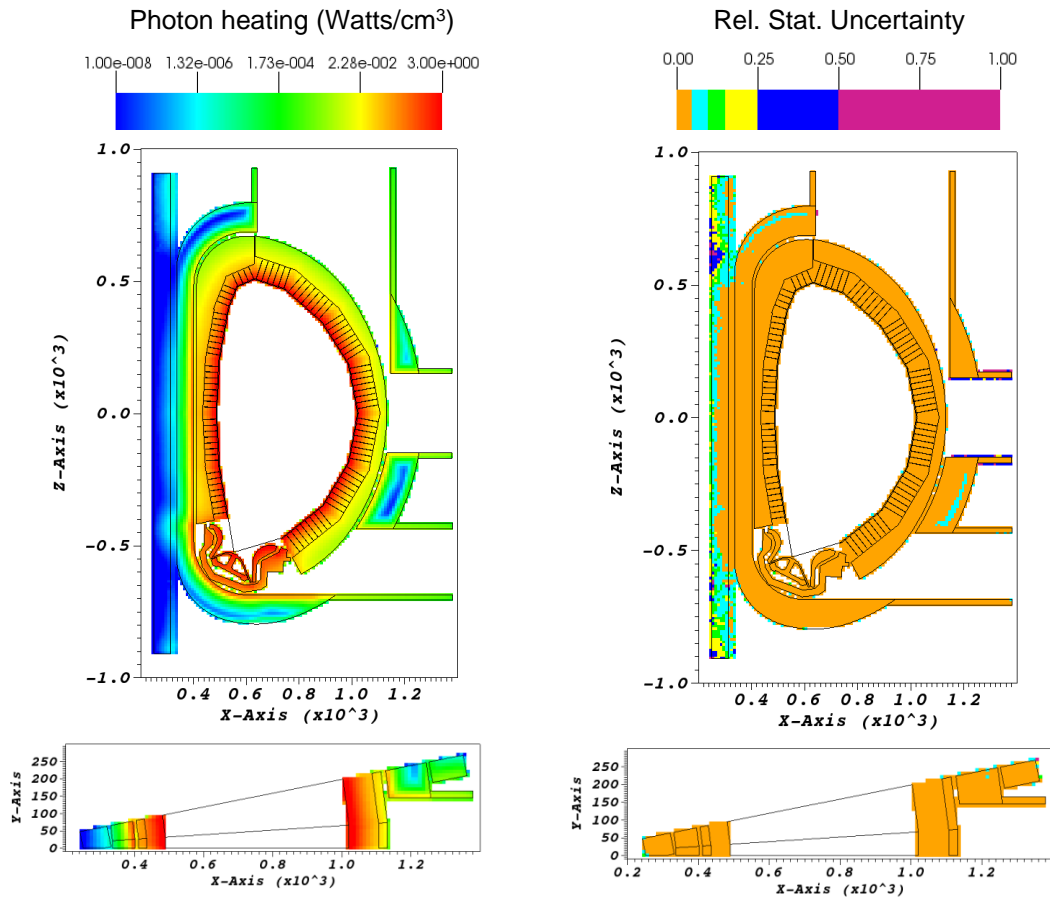 Photon heating (Watts/cm³)
1.00e-008 1.32e-006 1.73e-004 2.28e-002 3.00e+000
1.0
0.5
0.0
-0.5
-1.0
Z-Axis (x10^3)
0.4 0.6 0.8 1.0 1.2
X-Axis (x10^3)
250
200
150
100
50
0
Y-Axis
0.4 0.6 0.8 1.0 1.2
X-Axis (x10^3)
Rel. Stat. Uncertainty
0.00 0.25 0.50 0.75 1.00
1.0
0.5
0.0
-0.5
-1.0
Z-Axis (x10^3)
0.4 0.6 0.8 1.0 1.2
X-Axis (x10^3)
250
200
150
100
50
0
Y-Axis
0.2 0.4 0.6 0.8 1.0 1.2
X-Axis (x10^3)